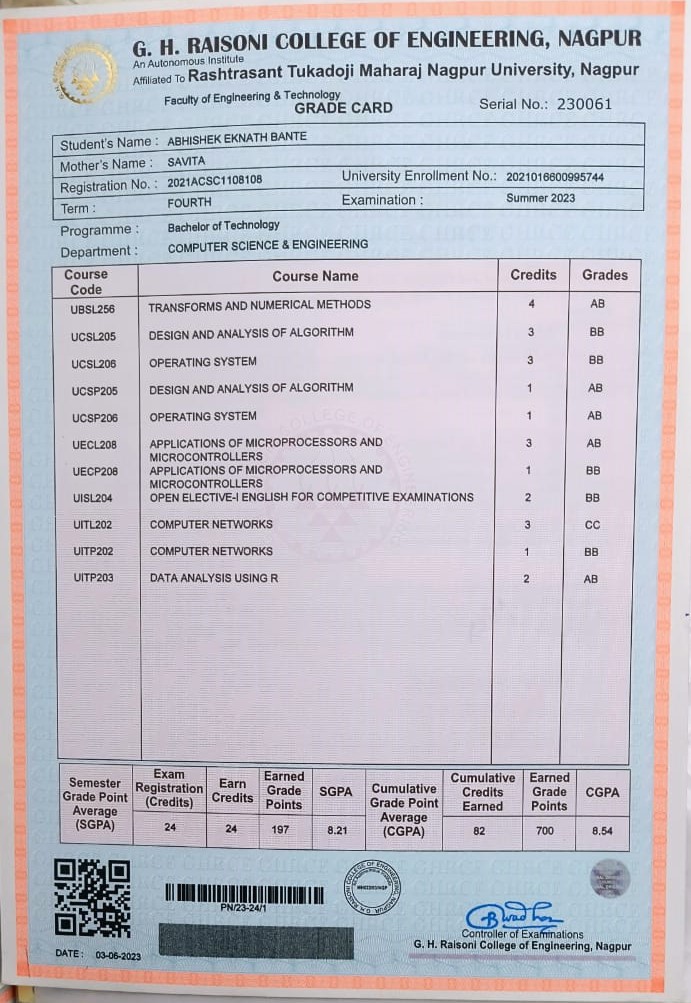 G. H. RAISONI COLLEGE OF ENGINEERING, NAGPUR
An Autonomous Institute
Affiliated To Rashtrasant Tukadoji Maharaj Nagpur University, Nagpur
Faculty of Engineering & Technology
GRADE CARD
Serial No.: 230061
Student's Name : ABHISHEK EKNATH BANTE
Mother's Name : SAVITA
Registration No. : 2021ACSC1108108 University Enrollment No.: 2021016600995744
Term : FOURTH Examination : Summer 2023
Programme : Bachelor of Technology
Department : COMPUTER SCIENCE & ENGINEERING
Course Code Course Name Credits Grades
UBSL256 TRANSFORMS AND NUMERICAL METHODS 4 AB
UCSL205 DESIGN AND ANALYSIS OF ALGORITHM 3 BB
UCSL206 OPERATING SYSTEM 3 BB
UCSP205 DESIGN AND ANALYSIS OF ALGORITHM 1 AB
UCSP206 OPERATING SYSTEM 1 AB
UECL208 APPLICATIONS OF MICROPROCESSORS AND 3 AB
MICROCONTROLLERS
UECP208 APPLICATIONS OF MICROPROCESSORS AND 1 BB
MICROCONTROLLERS
UISL204 OPEN ELECTIVE-I ENGLISH FOR COMPETITIVE EXAMINATIONS 2 BB
UITL202 COMPUTER NETWORKS 3 CC
UITP202 COMPUTER NETWORKS 1 BB
UITP203 DATA ANALYSIS USING R 2 AB
Semester Grade Point Average (SGPA) Exam Registration (Credits) Earn Credits Earned Grade Points SGPA Cumulative Grade Point Average (CGPA) Cumulative Credits Earned Earned Grade Points CGPA
24 24 197 8.21 82 700 8.54
PN/23-24/1
DATE : 03-06-2023
Controller of Examinations
G. H. Raisoni College of Engineering, Nagpur